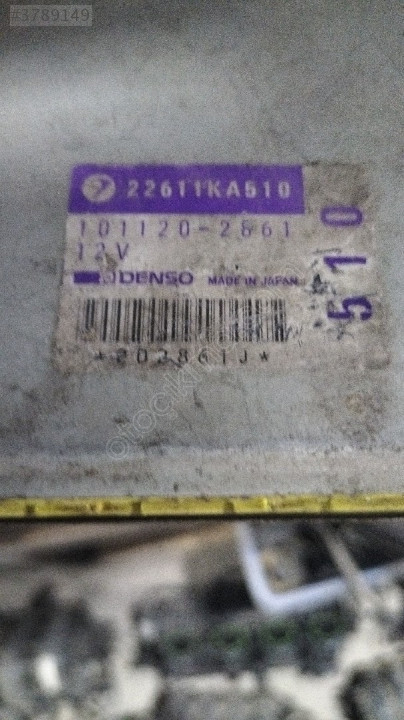 #3789149
22611KA510
101120-2861
12V
DENSO MADE IN JAPAN
510
*202861J*